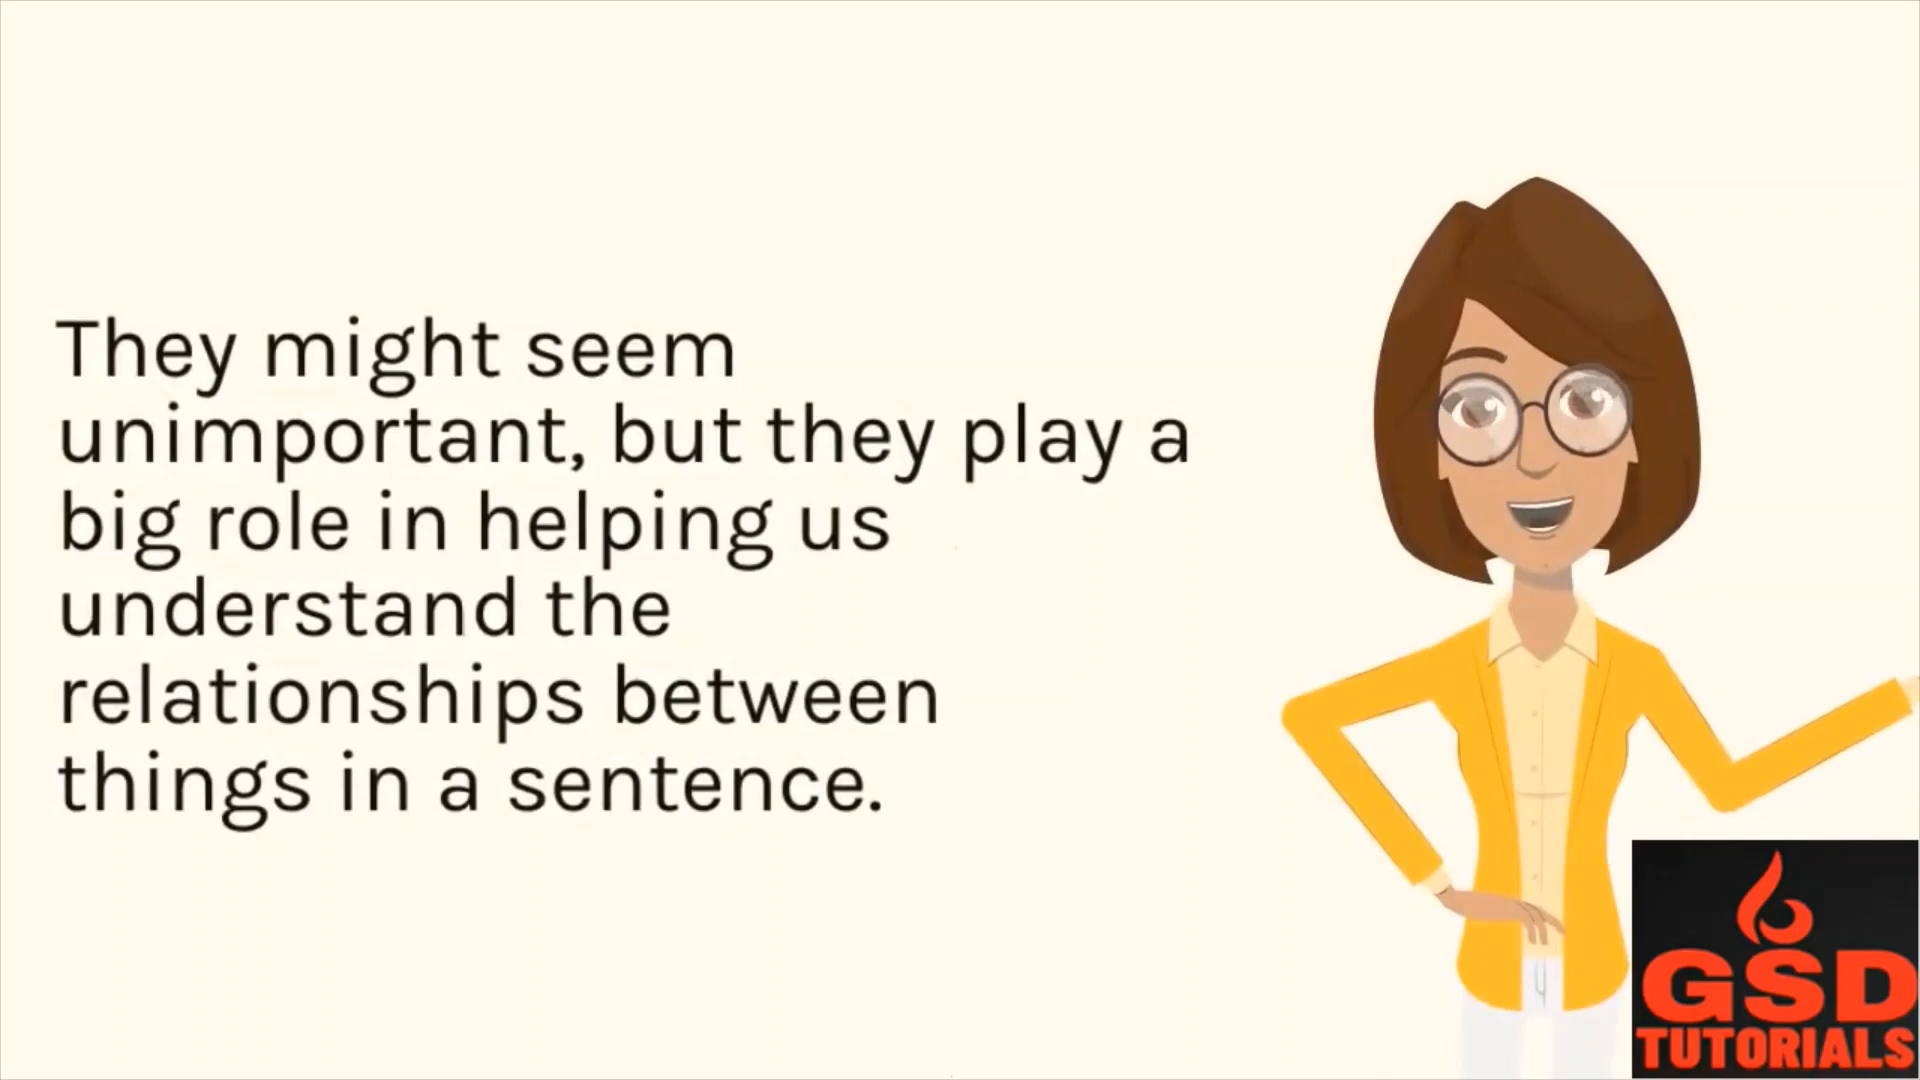 They might seem
unimportant, but they play a
big role in helping us
understand the
relationships between
things in a sentence.
GSD
TUTORIALS